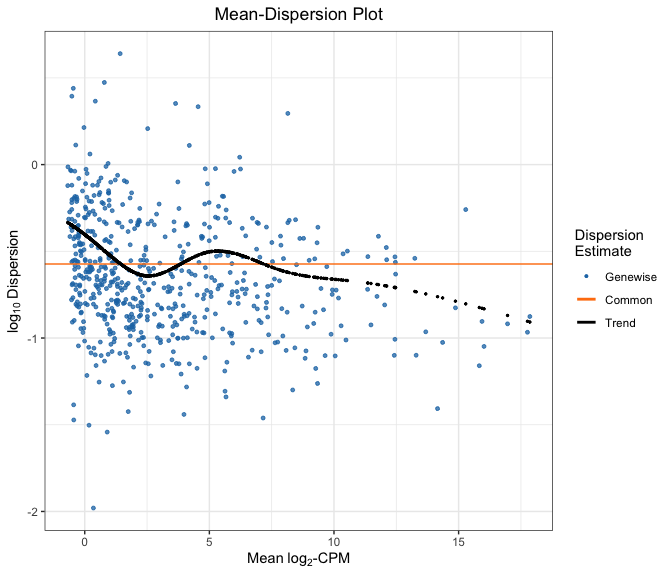 Mean-Dispersion Plot
log10 Dispersion
0
-1
-2
0 5 10 15
Mean log2-CPM
Dispersion
Estimate
Genewise
Common
Trend